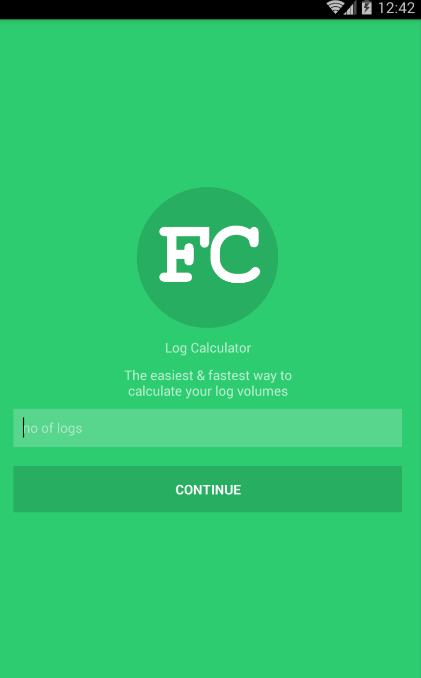 12:42
FC
Log Calculator
The easiest & fastest way to
calculate your log volumes
no of logs
CONTINUE